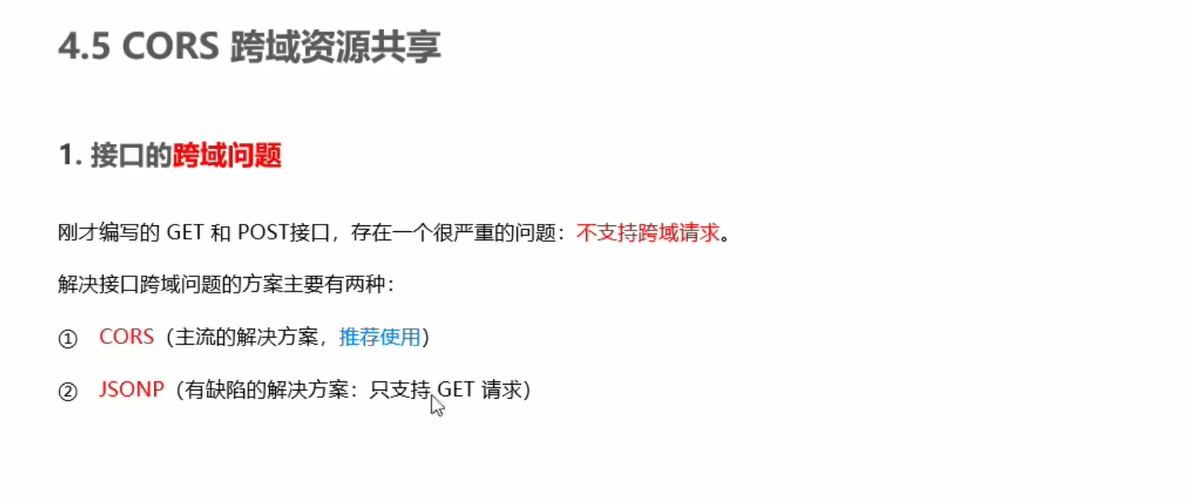 4.5 CORS 跨域资源共享
1. 接口的跨域问题
刚才编写的 GET 和 POST接口，存在一个很严重的问题：不支持跨域请求。
解决接口跨域问题的方案主要有两种：
① CORS（主流的解决方案，推荐使用）
② JSONP（有缺陷的解决方案：只支持 GET 请求）